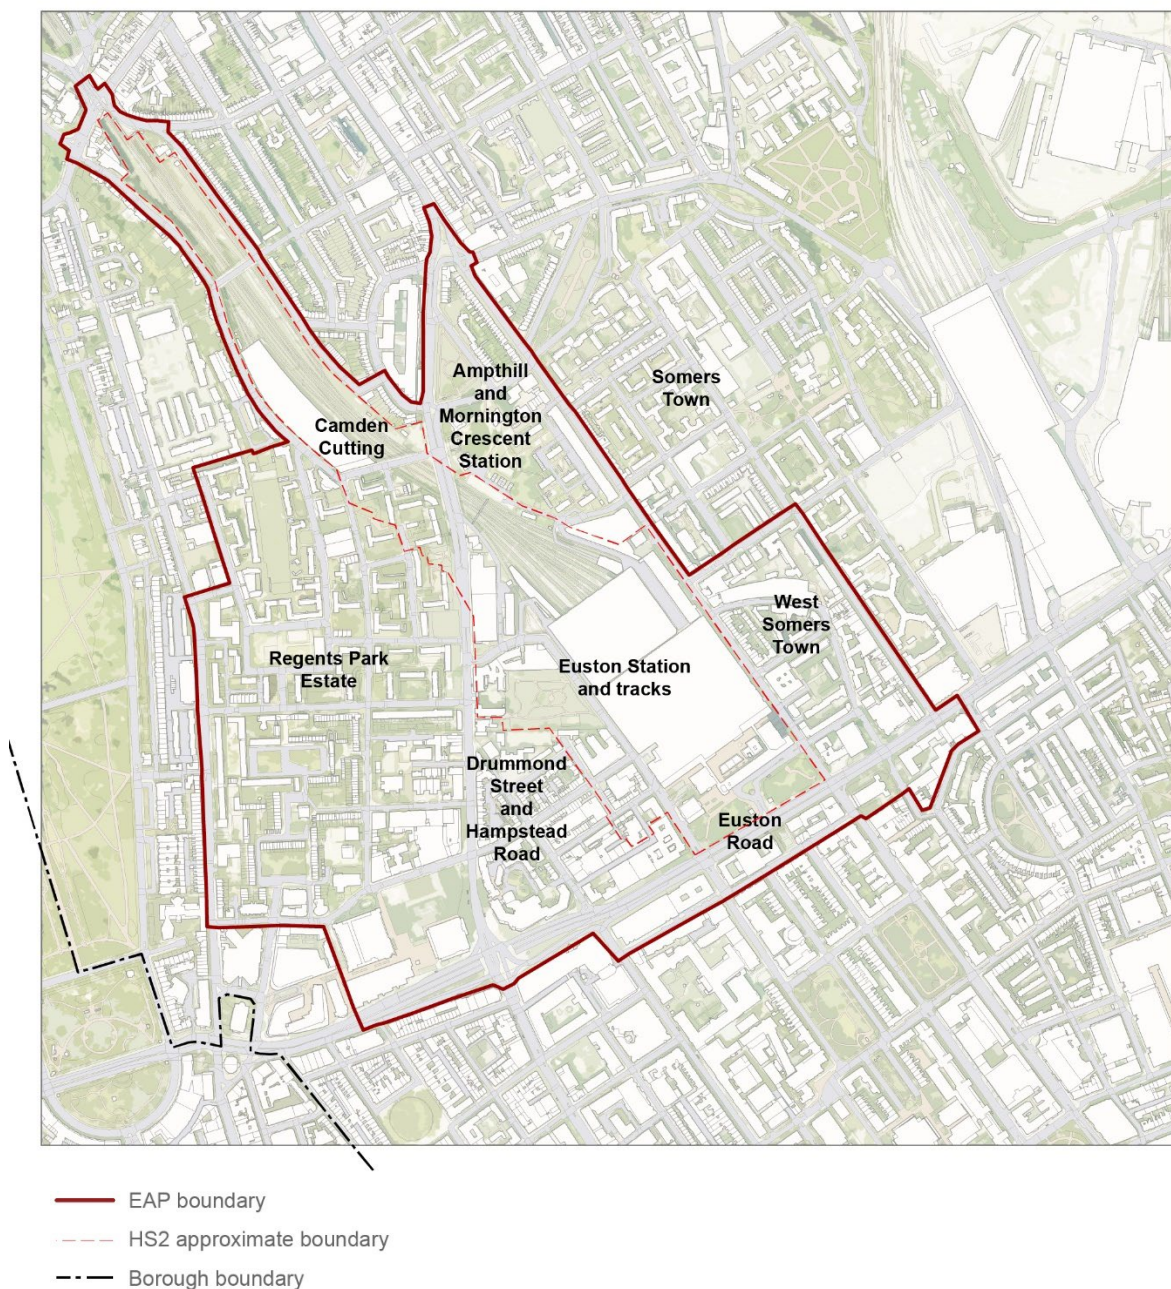 Ampthill
and
Mornington
Crescent
Station
Somers
Town
Camden
Cutting
West
Somers
Town
Regents Park
Estate
Euston Station
and tracks
Drummond
Street
and
Hampstead
Road
Euston
Road
EAP boundary
HS2 approximate boundary
Borough boundary